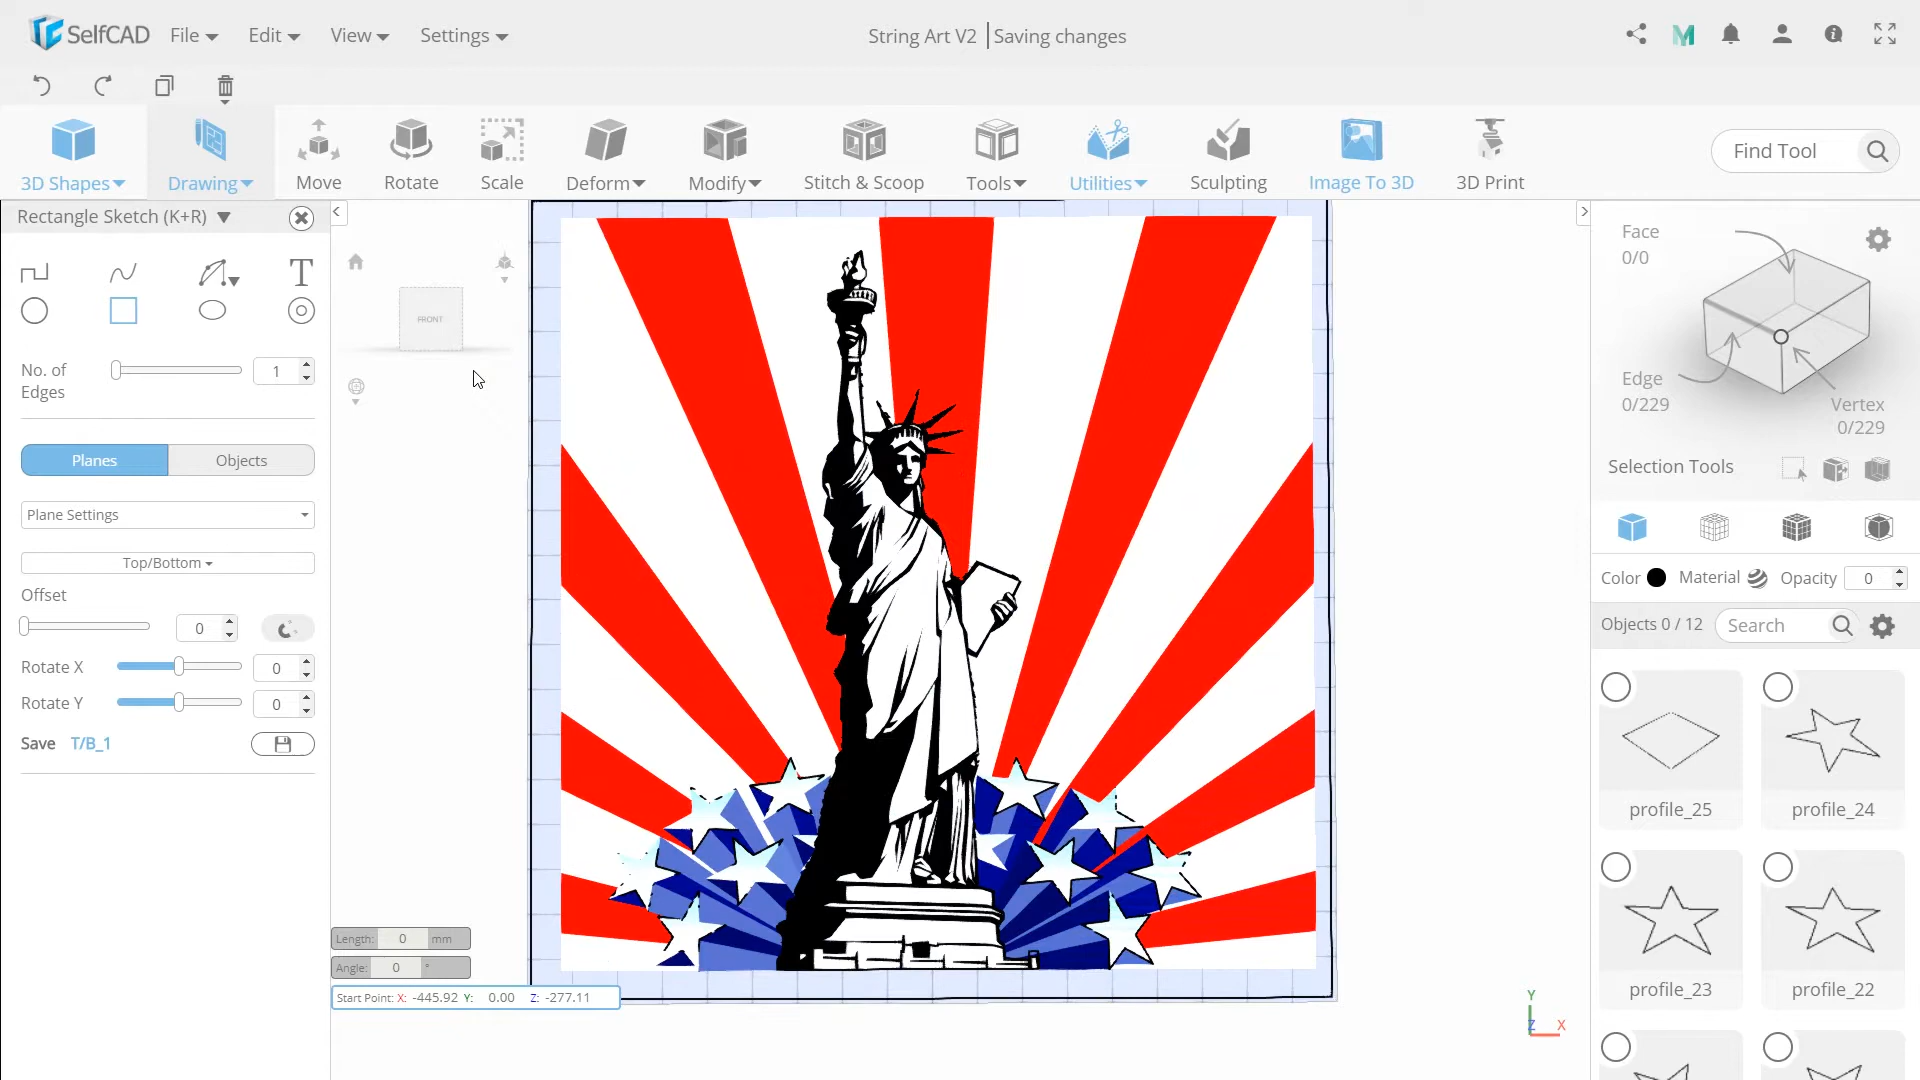 SelfCAD File Edit View Settings String Art V2 Saving changes M
3D Shapes Drawing Move Rotate Scale Deform Modify Stitch & Scoop Tools Utilities Sculpting Image To 3D 3D Print Find Tool
Rectangle Sketch (K+R)
T
No. of
Edges
1
Planes Objects
Plane Settings
Top/Bottom
Offset
0
Rotate X 0
Rotate Y 0
Save T/B_1
FRONT
Length: 0 mm
Angle: 0 °
Start Point: X: -445.92 Y: 0.00 Z: -277.11
Y
Z X
Face
0/0
Edge
0/229
Vertex
0/229
Selection Tools
Color Material Opacity 0
Objects 0 / 12 Search
profile_25 profile_24
profile_23 profile_22